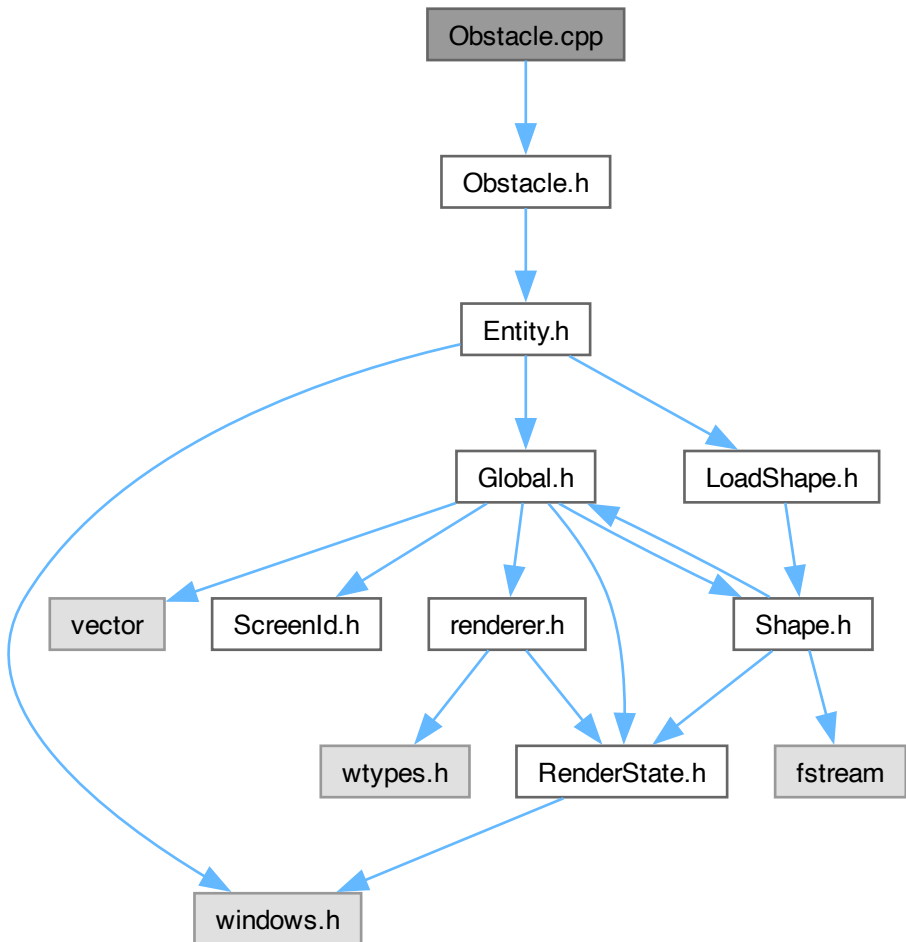 Obstacle.cpp
Obstacle.h
Entity.h
Global.h
LoadShape.h
vector
ScreenId.h
renderer.h
Shape.h
wtypes.h
RenderState.h
fstream
windows.h